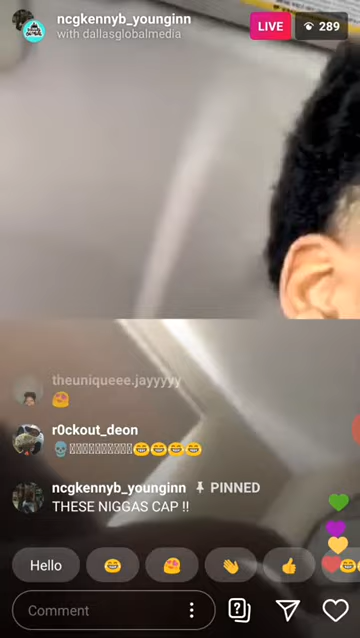 ncgkennyb_younginn
with dallasglobalmedia
LIVE
289
theuniqueee.jayyyyy
😍
r0ckout_deon
💀😂😂😂😂
ncgkennyb_younginn PINNED
THESE NIGGAS CAP !!
Hello 😂 😍 👏 👍 😂
Comment